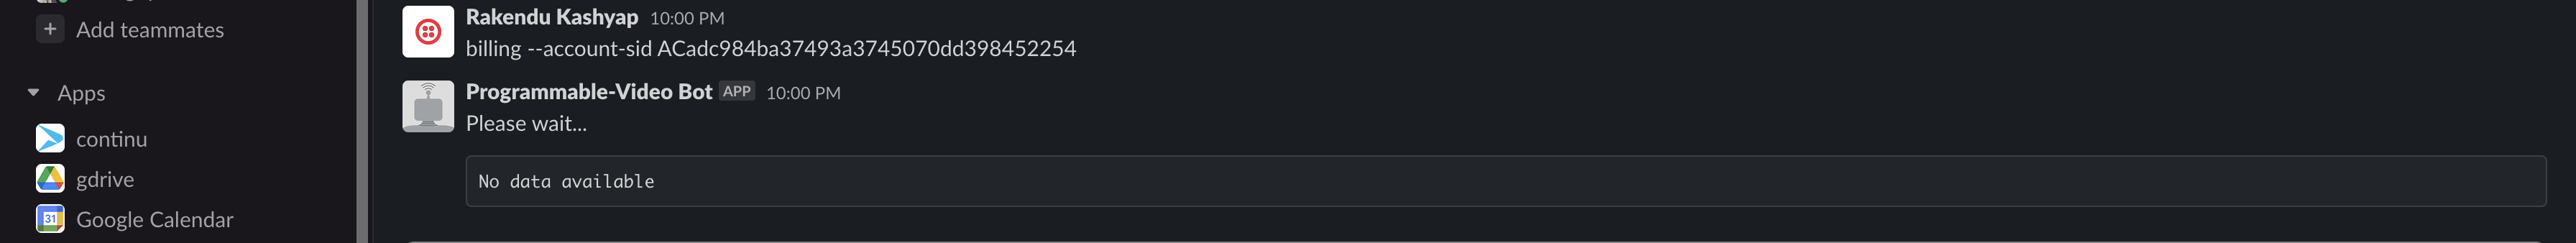 Add teammates
Apps
continu
gdrive
Google Calendar
31
Rakendu Kashyap 10:00 PM
billing --account-sid ACadc984ba37493a3745070dd398452254
Programmable-Video Bot APP 10:00 PM
Please wait...
No data available